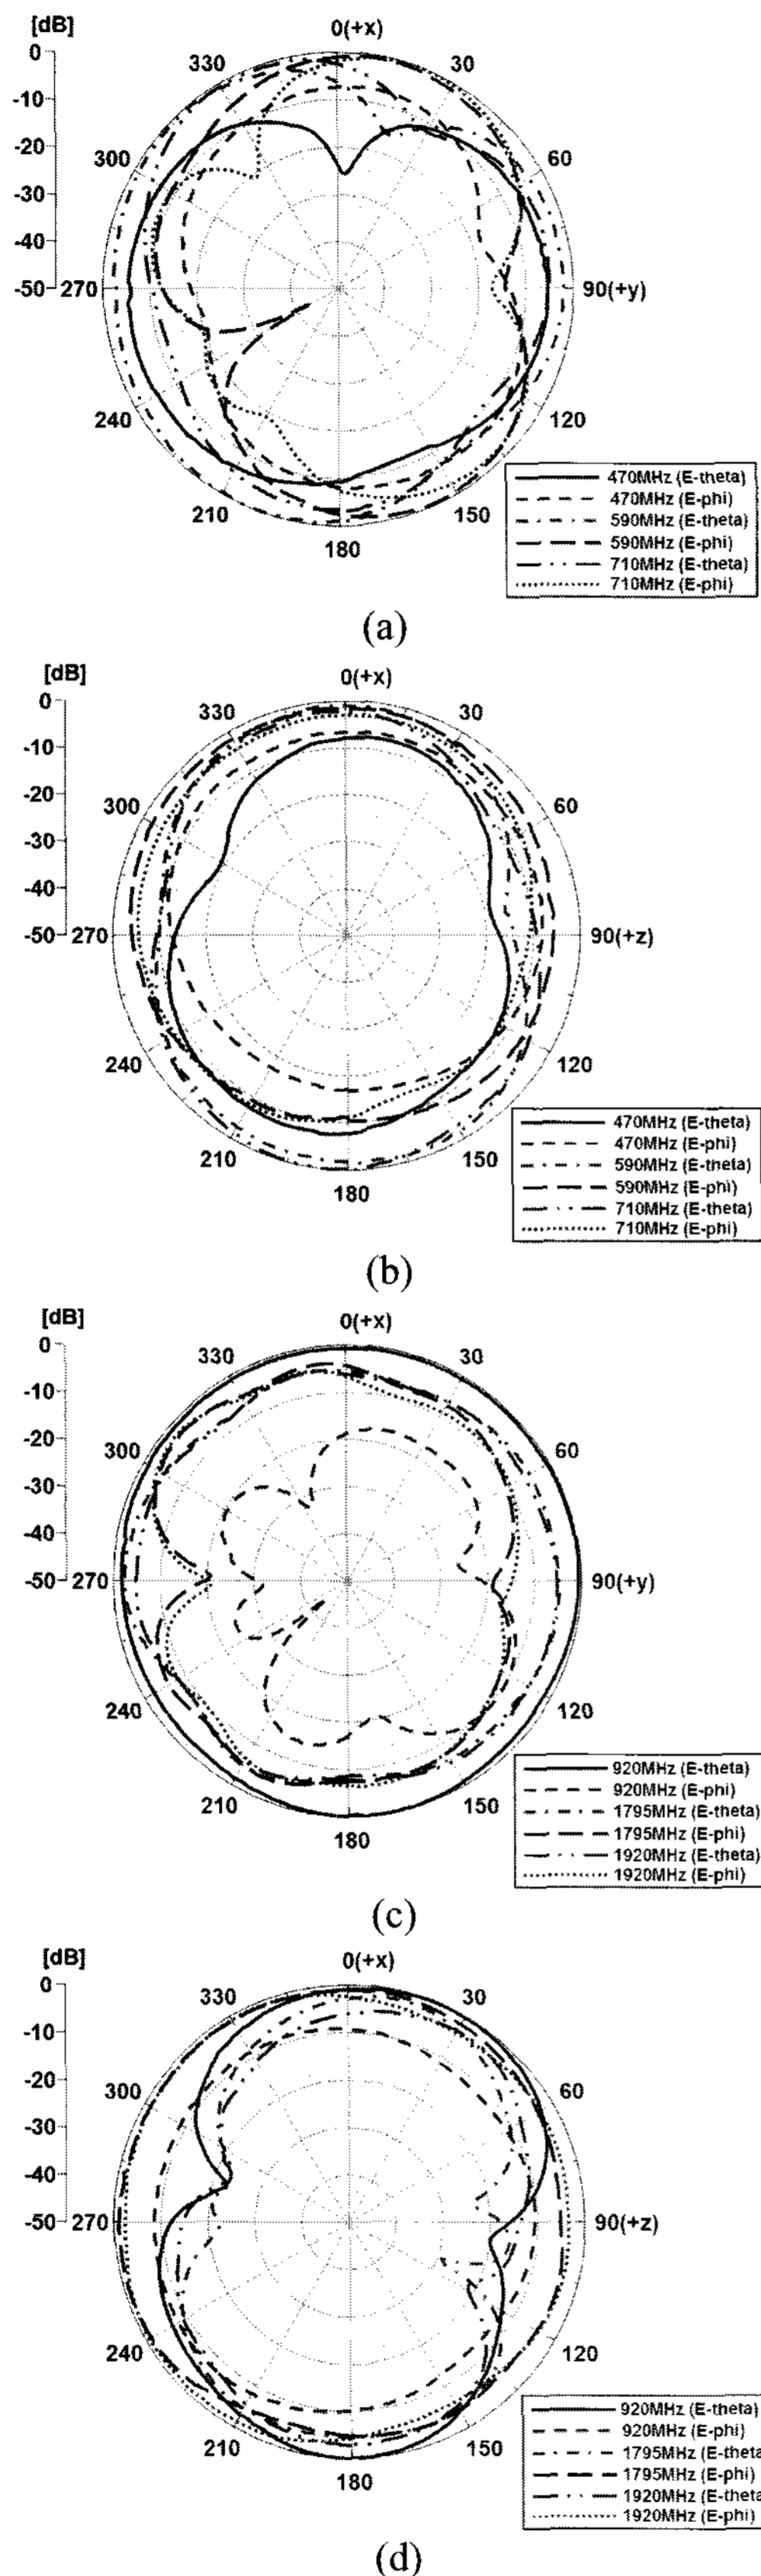 [dB]
0(+x)
0
330
30
-10
-20
300
60
-30
-40
-50
270
90(+y)
240
120
210
150
180
470MHz (E-theta)
470MHz (E-phi)
590MHz (E-theta)
590MHz (E-phi)
710MHz (E-theta)
710MHz (E-phi)
(a)
[dB]
0(+x)
0
330
30
-10
-20
300
60
-30
-40
-50
270
90(+z)
240
120
210
150
180
470MHz (E-theta)
470MHz (E-phi)
590MHz (E-theta)
590MHz (E-phi)
710MHz (E-theta)
710MHz (E-phi)
(b)
[dB]
0(+x)
0
330
30
-10
-20
300
60
-30
-40
-50
270
90(+y)
240
120
210
150
180
920MHz (E-theta)
920MHz (E-phi)
1795MHz (E-theta)
1795MHz (E-phi)
1920MHz (E-theta)
1920MHz (E-phi)
(c)
[dB]
0(+x)
0
330
30
-10
-20
300
60
-30
-40
-50
270
90(+z)
240
120
210
150
180
920MHz (E-theta)
920MHz (E-phi)
1795MHz (E-theta
1795MHz (E-phi)
1920MHz (E-theta
1920MHz (E-phi)
(d)